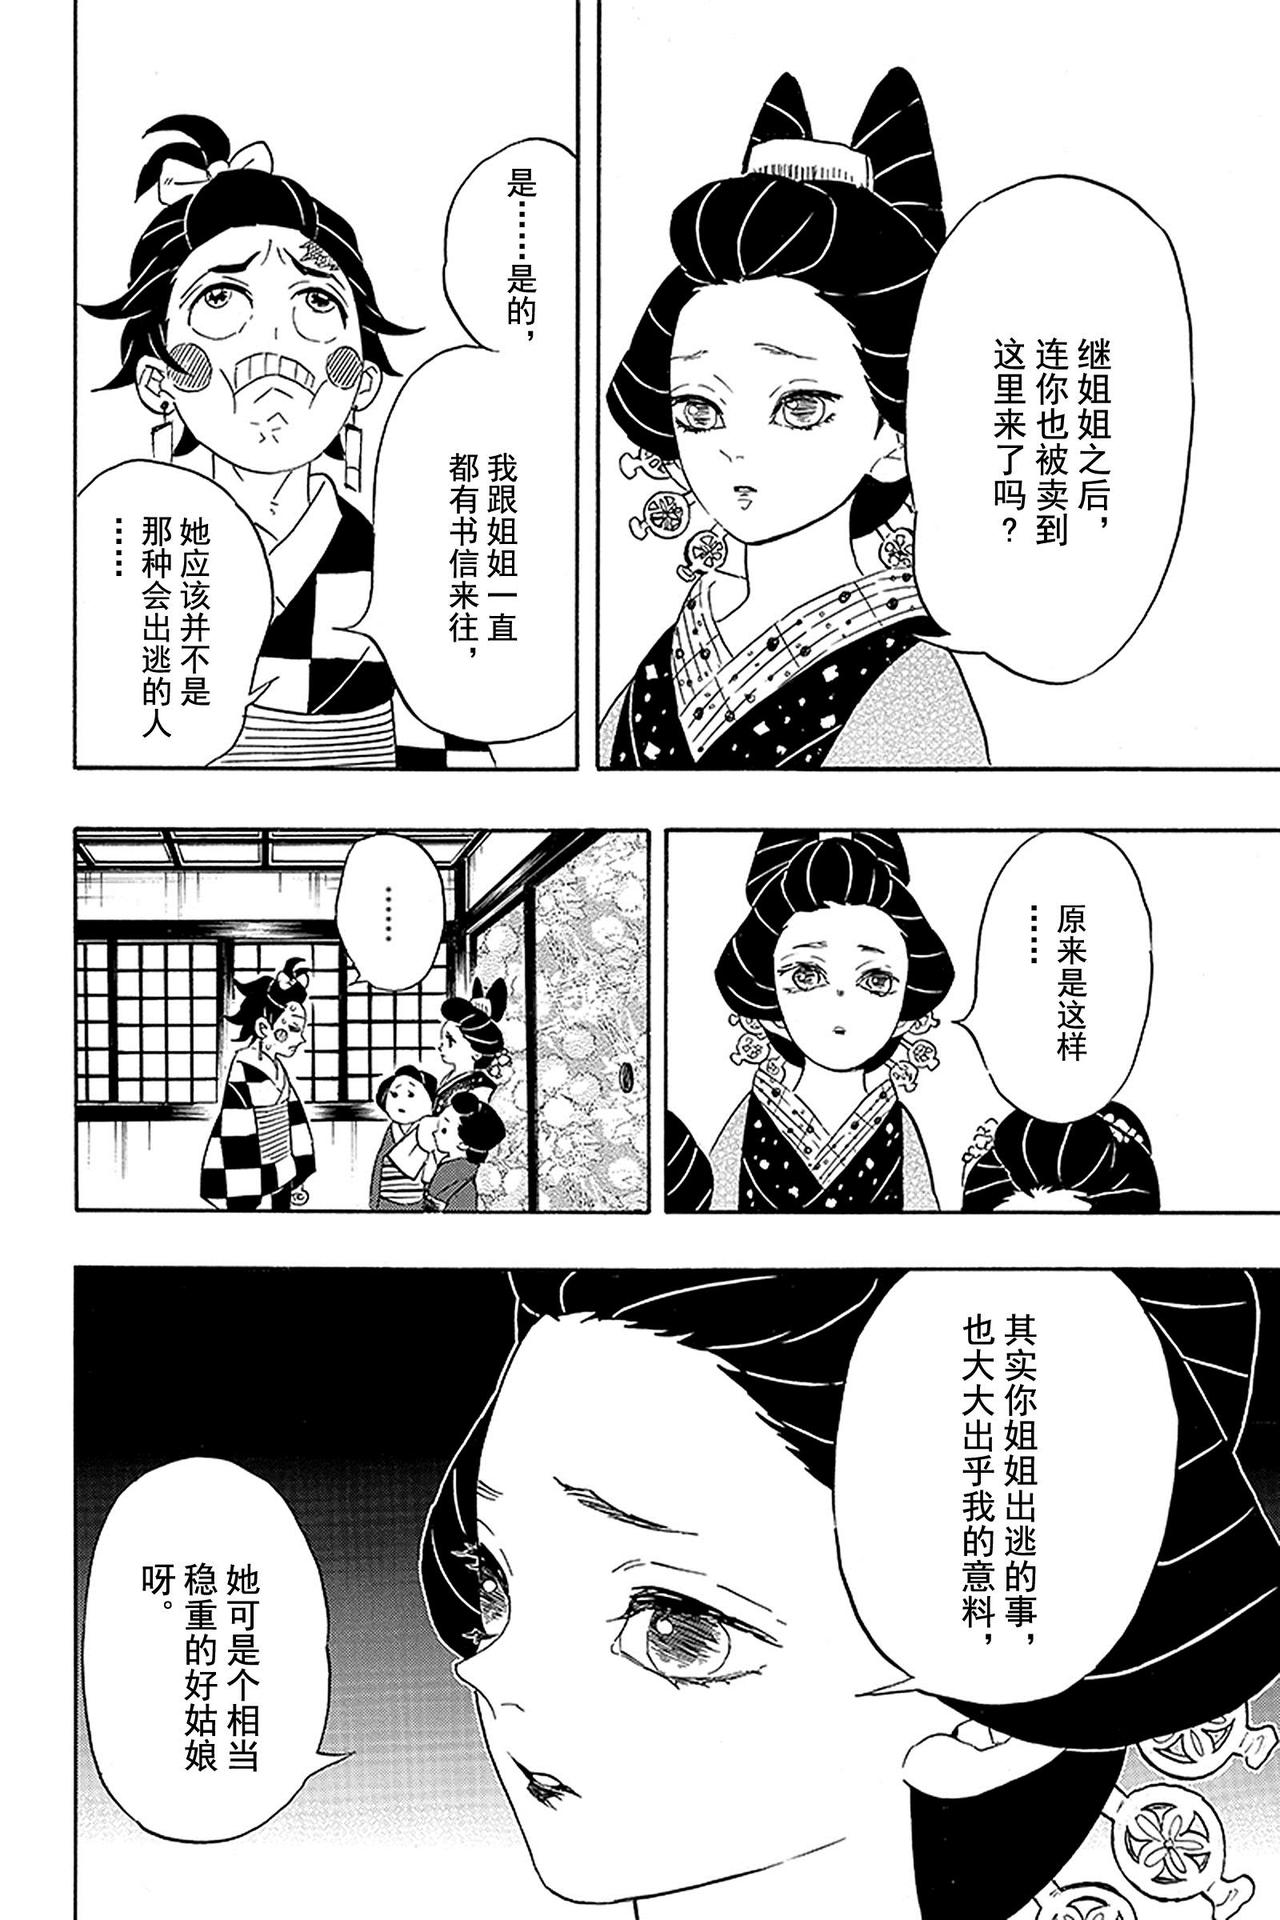 继姐姐之后，
连你也被卖到
这里来了吗？
是……是的，
我跟姐姐一直
都有书信来往，
她应该并不是
那种会出逃的人
……
原来是这样
……
……
其实你姐姐出逃的事，
也大大出乎我的意料，
她可是个相当
稳重的好姑娘
呀。